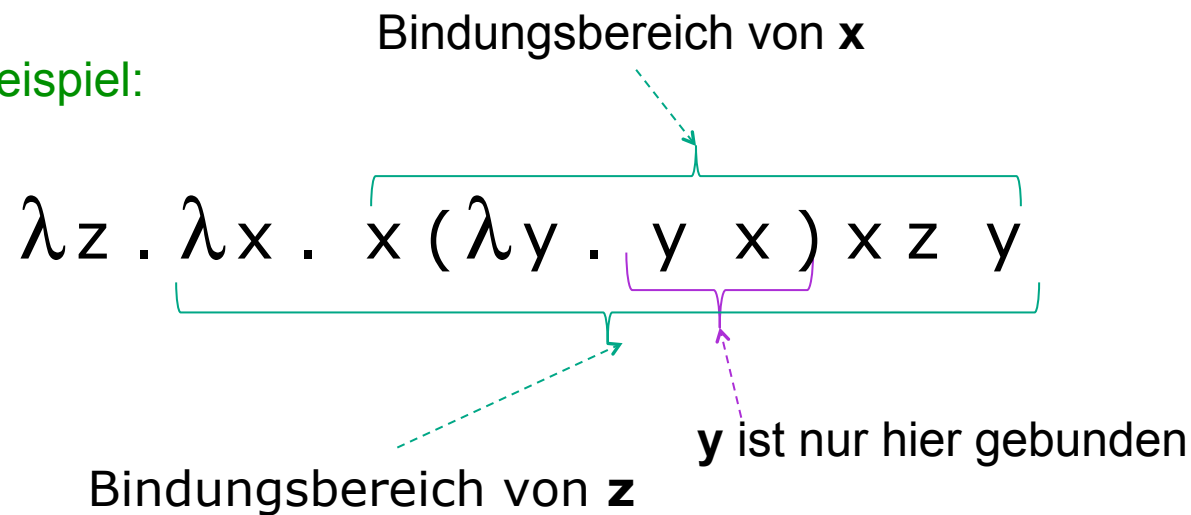 Bindungsbereich von x
eispiel:
λz . λx . x ( λy . y x ) x z y
y ist nur hier gebunden
Bindungsbereich von z